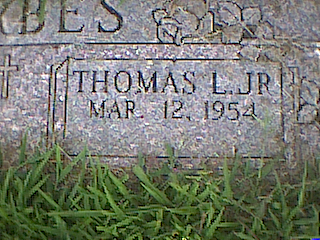 THOMAS L. JR
MAR. 12, 1954